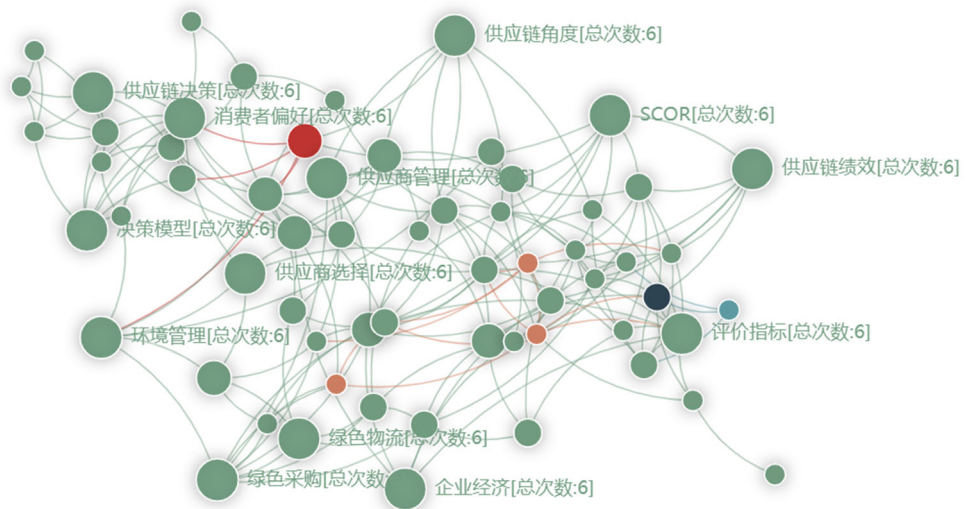 供应链角度[总次数:6]
供应链决策[总次数:6]
消费者偏好[总次数:6]
SCOR[总次数:6]
供应链绩效[总次数:6]
供应商管理[总次数:6]
决策模型[总次数:6]
供应商选择[总次数:6]
环境管理[总次数:6]
评价指标[总次数:6]
绿色物流[总次数:6]
绿色采购[总次数
企业经济[总次数:6]